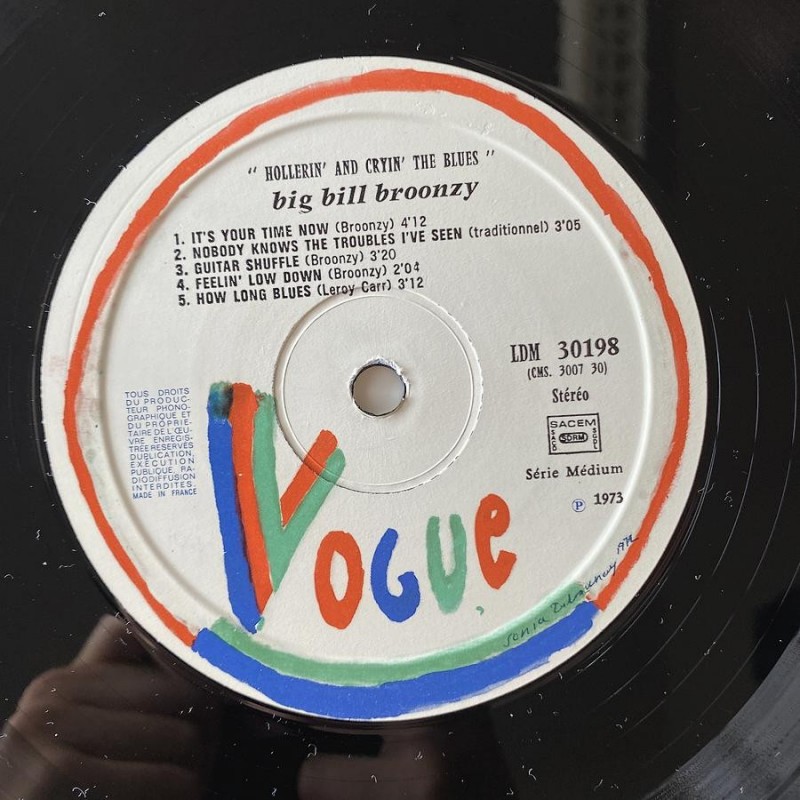 " HOLLERIN' AND CRYIN' THE BLUES "
big bill broonzy
1. IT'S YOUR TIME NOW (Broonzy) 4'12
2. NOBODY KNOWS THE TROUBLES I'VE SEEN (traditionnel) 3'05
3. GUITAR SHUFFLE (Broonzy) 3'20
4. FEELIN' LOW DOWN (Broonzy) 2'04
5. HOW LONG BLUES (Leroy Carr) 3'12
LDM 30198
(CMS. 3007 30)
Stéréo
SACEM
SACD SDRM SGDL
Série Médium
℗ 1973
TOUS DROITS
DU PRODUC-
TEUR PHONO-
GRAPHIQUE ET
DU PROPRIE-
TAIRE DE L'ŒU-
VRE ENREGIS-
TRÉE RESERVÉS
DUPLICATION,
EXÉCUTION
PUBLIQUE, RA-
DIODIFFUSION
INTERDITES.
MADE IN FRANCE
VOGUE
Sonia Delaunay 1972